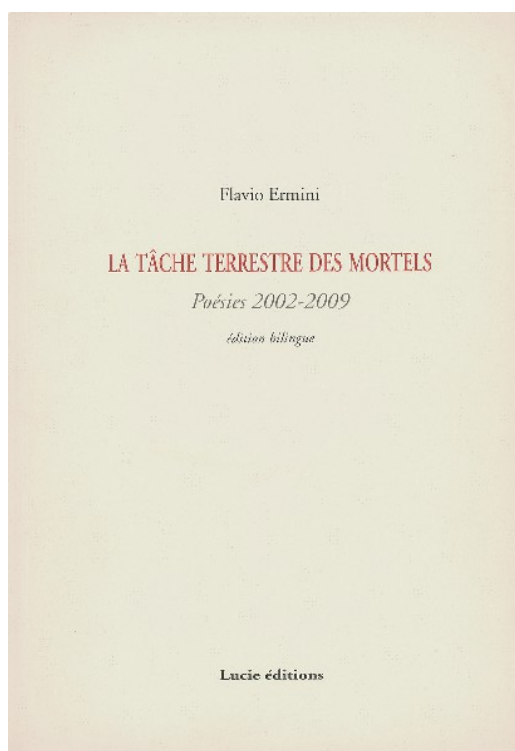 Flavio Ermini
LA TÂCHE TERRESTRE DES MORTELS
Poésies 2002-2009
édition bilingue
Lucie éditions